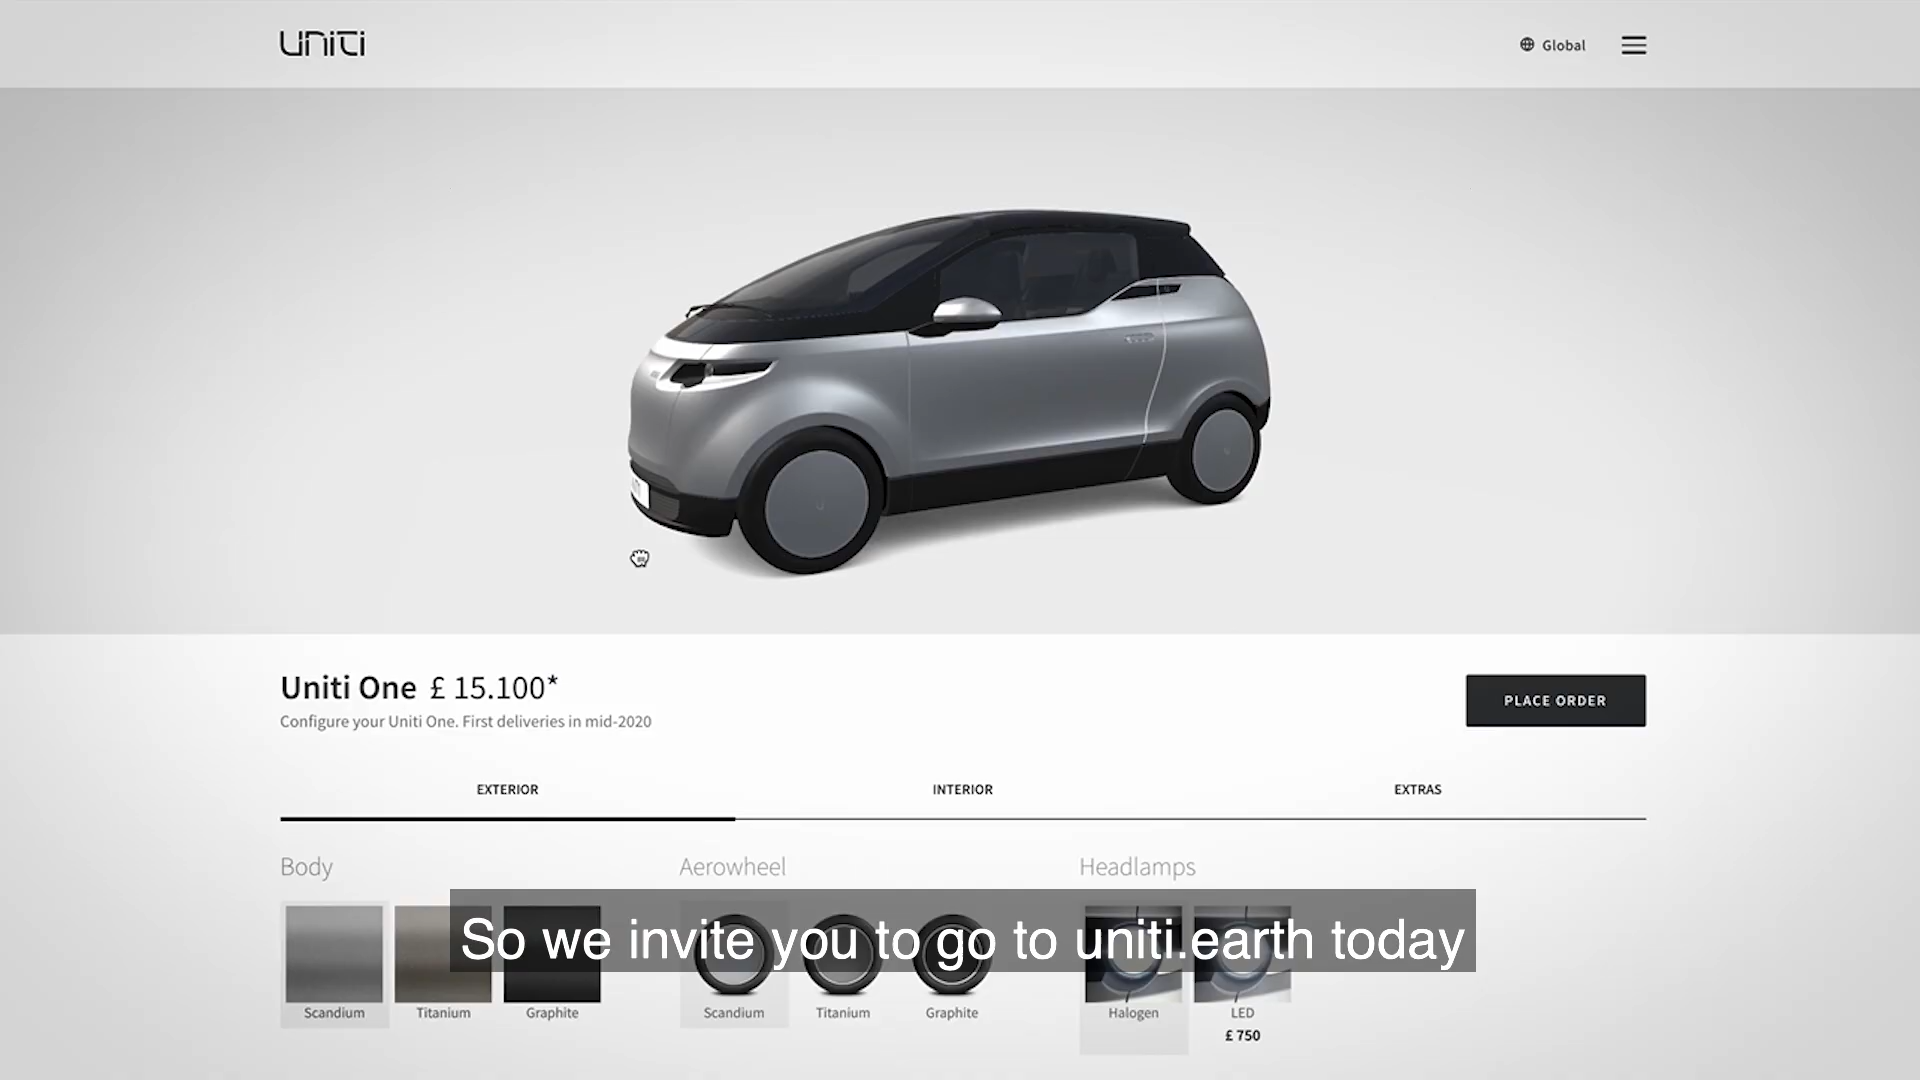 uniti
Global
Uniti One £ 15.100*
Configure your Uniti One. First deliveries in mid-2020
PLACE ORDER
EXTERIOR
INTERIOR
EXTRAS
Body
Aerowheel
Headlamps
So we invite you to go to uniti.earth today
Scandium
Titanium
Graphite
Scandium
Titanium
Graphite
Halogen
LED
£ 750